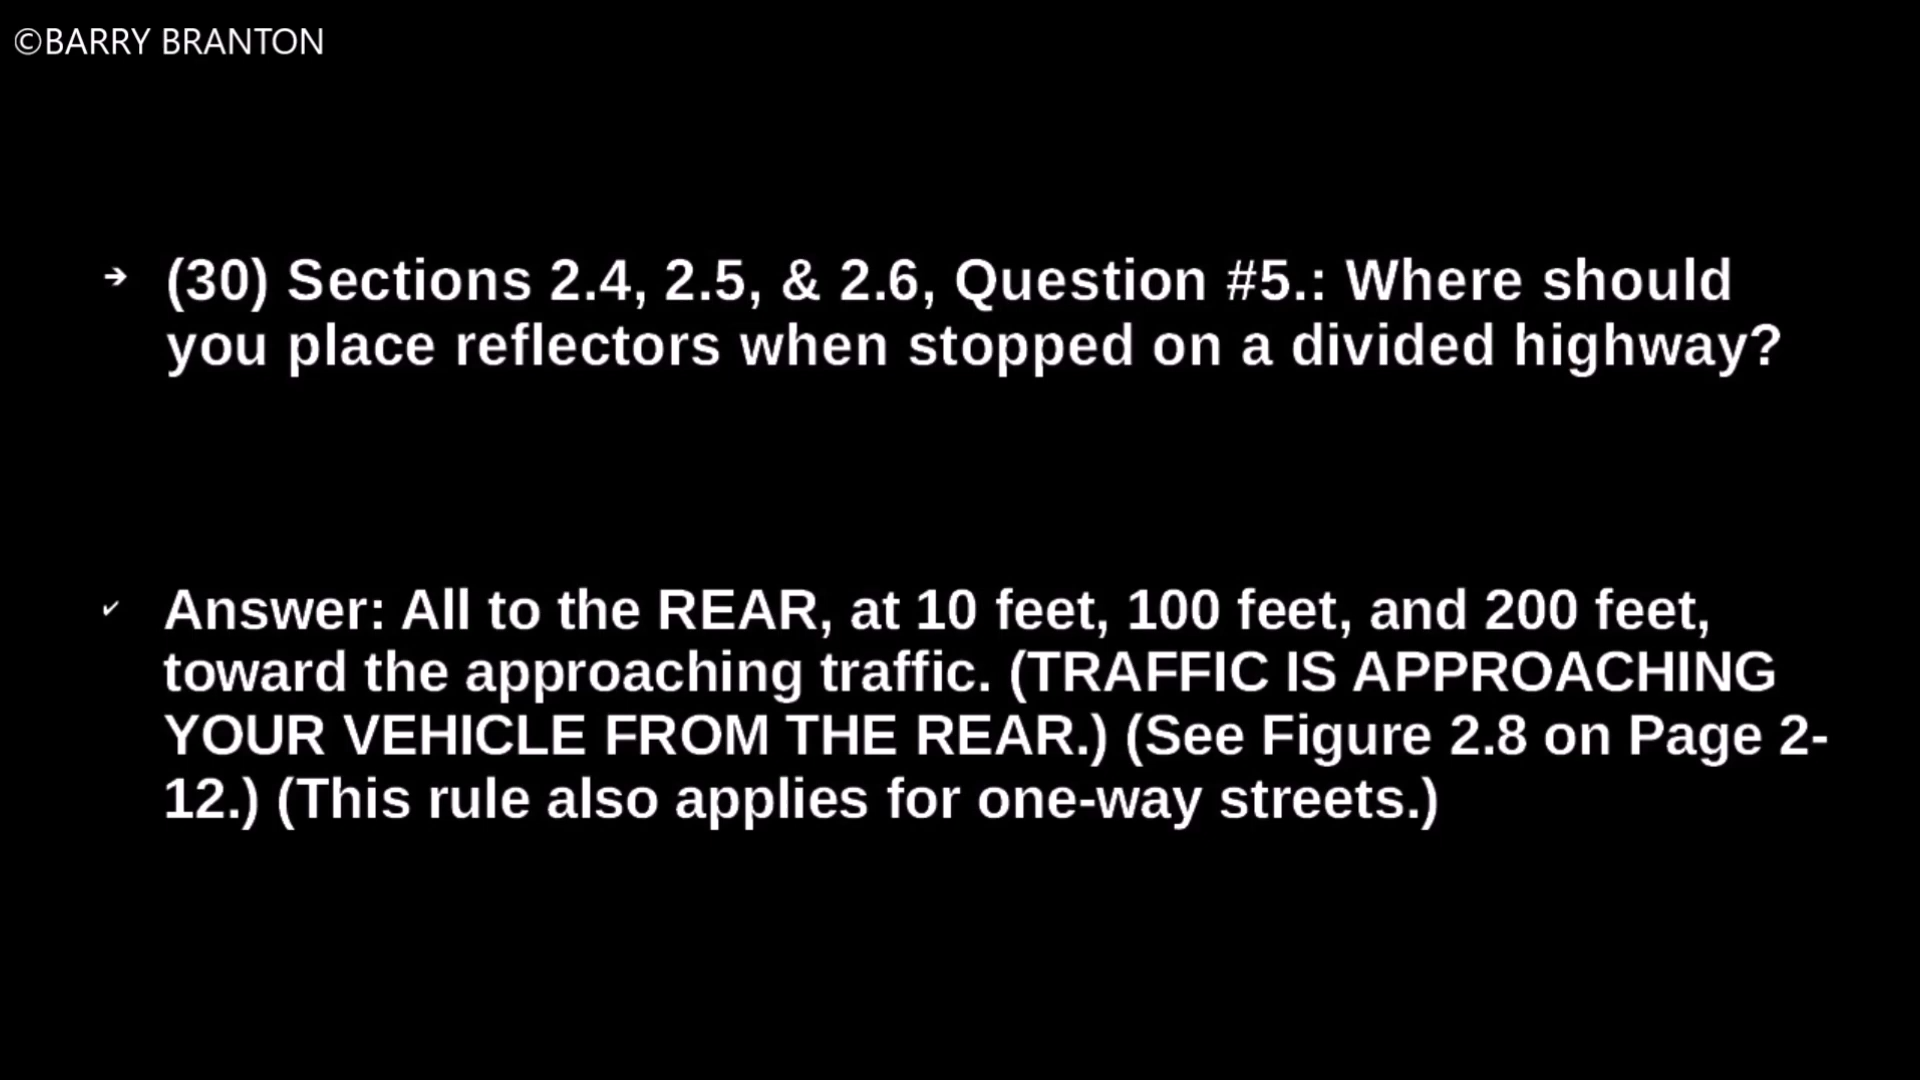 ©BARRY BRANTON
➔ (30) Sections 2.4, 2.5, & 2.6, Question #5.: Where should
you place reflectors when stopped on a divided highway?
✓ Answer: All to the REAR, at 10 feet, 100 feet, and 200 feet,
toward the approaching traffic. (TRAFFIC IS APPROACHING
YOUR VEHICLE FROM THE REAR.) (See Figure 2.8 on Page 2-
12.) (This rule also applies for one-way streets.)